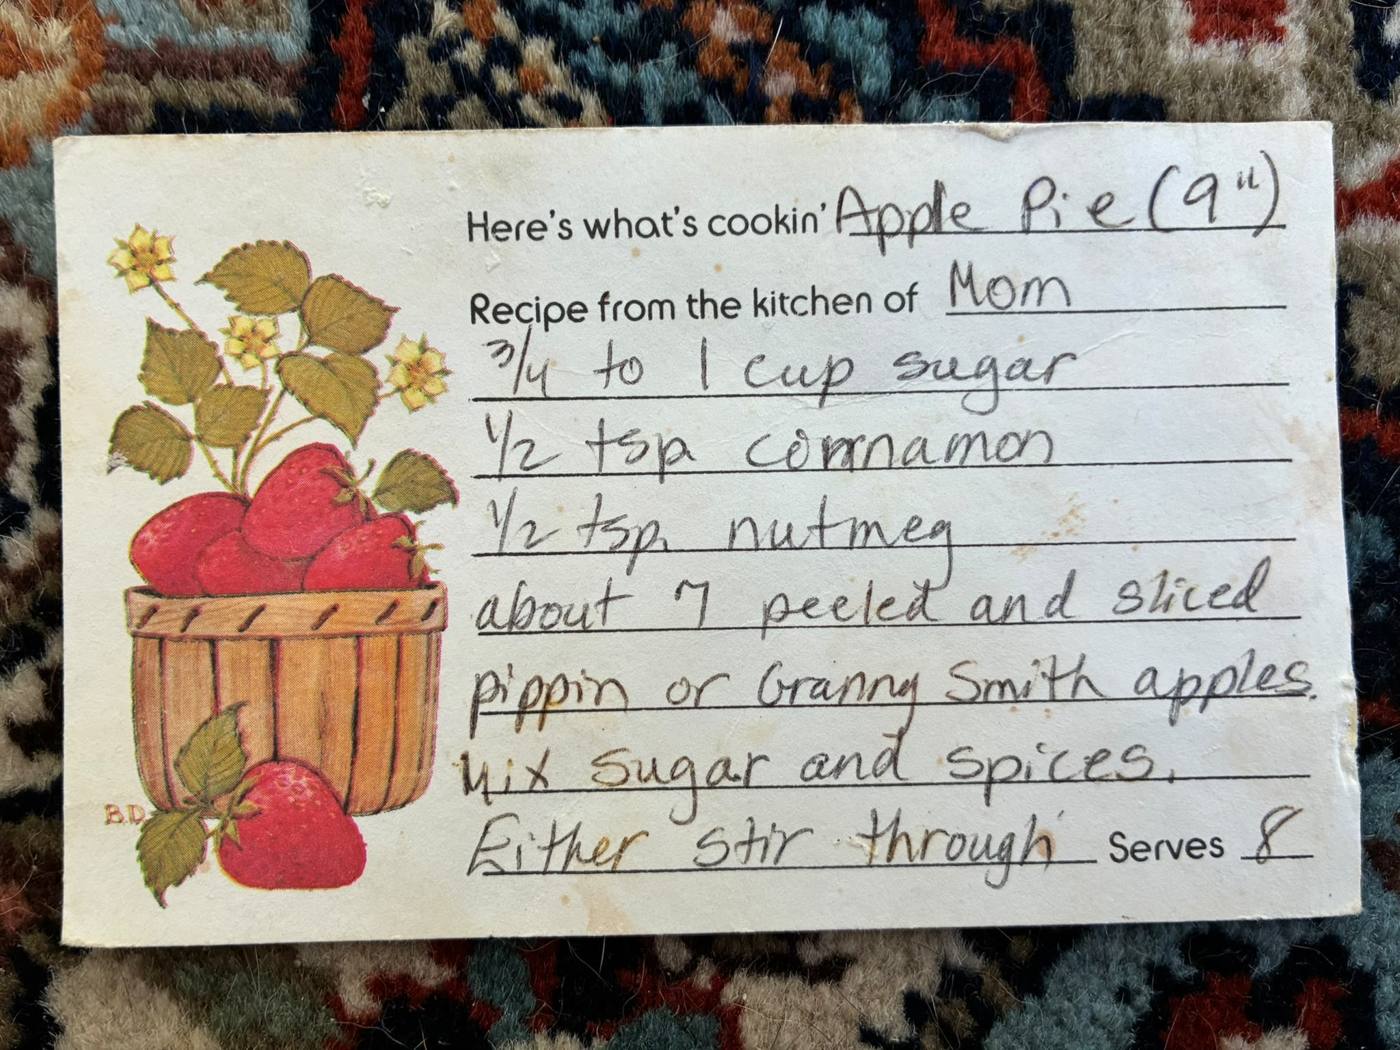 Here's what's cookin' Apple Pie (9")
Recipe from the kitchen of Mom
3/4 to 1 cup sugar
1/2 tsp. connamon
1/2 tsp. nutmeg
about 7 peeled and sliced
pippin or Granny Smith apples.
Mix sugar and spices.
Either stir through Serves 8
B.D.